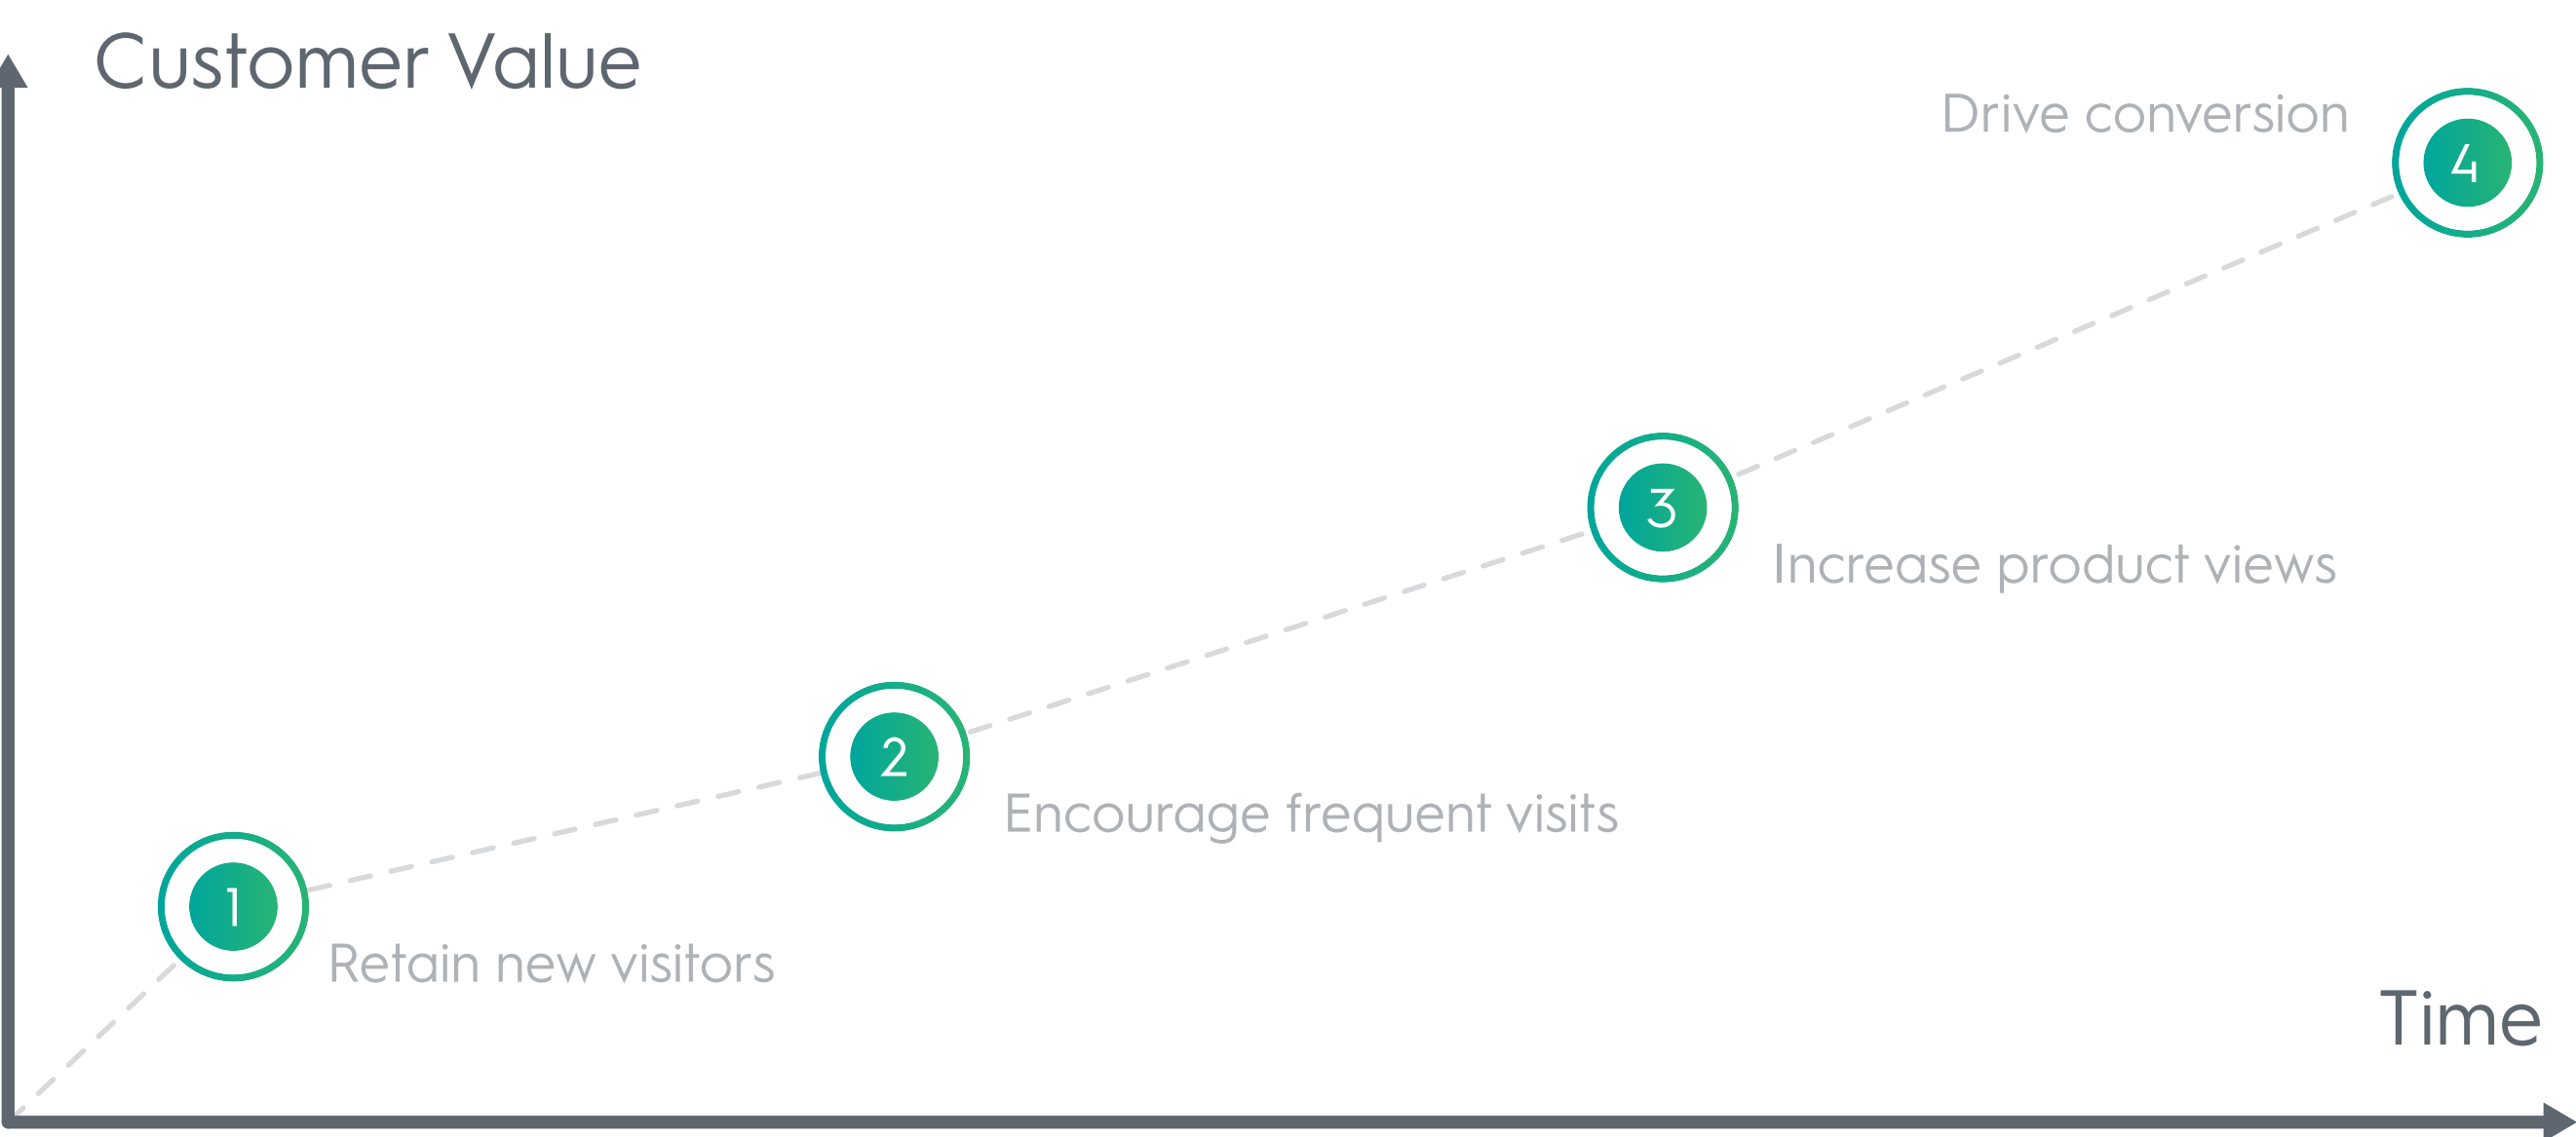 Customer Value
Drive conversion
4
3
Increase product views
2
Encourage frequent visits
1
Retain new visitors
Time